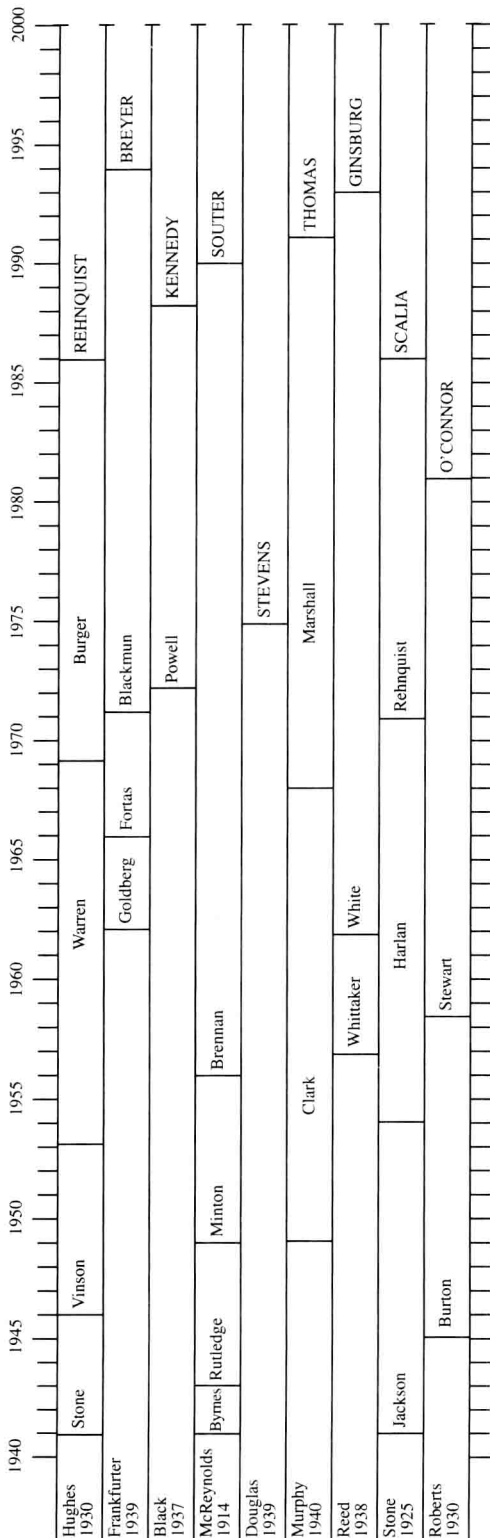 1940 1945 1950 1955 1960 1965 1970 1975 1980 1985 1990 1995 2000
Hughes Stone Vinson Warren Burger REHNQUIST
1930
Frankfurter Goldberg Fortas Blackmun BREYER
1939
Black Powell KENNEDY
1937
McReynolds Byrnes Rutledge Minton Brennan SOUTER
1914
Douglas STEVENS
1939
Murphy Clark Marshall THOMAS
1940
Reed Whittaker White GINSBURG
1938
Stone Jackson Harlan Rehnquist SCALIA
1925
Roberts Burton Stewart O'CONNOR
1930